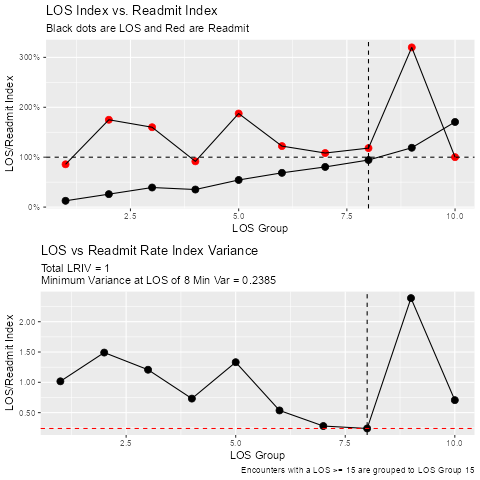 LOS Index vs. Readmit Index
Black dots are LOS and Red are Readmit
300%
200%
100%
0%
LOS/Readmit Index
2.5 5.0 7.5 10.0
LOS Group
LOS vs Readmit Rate Index Variance
Total LRIV = 1
Minimum Variance at LOS of 8 Min Var = 0.2385
2.00
1.50
1.00
0.50
LOS/Readmit Index
2.5 5.0 7.5 10.0
LOS Group
Encounters with a LOS >= 15 are grouped to LOS Group 15